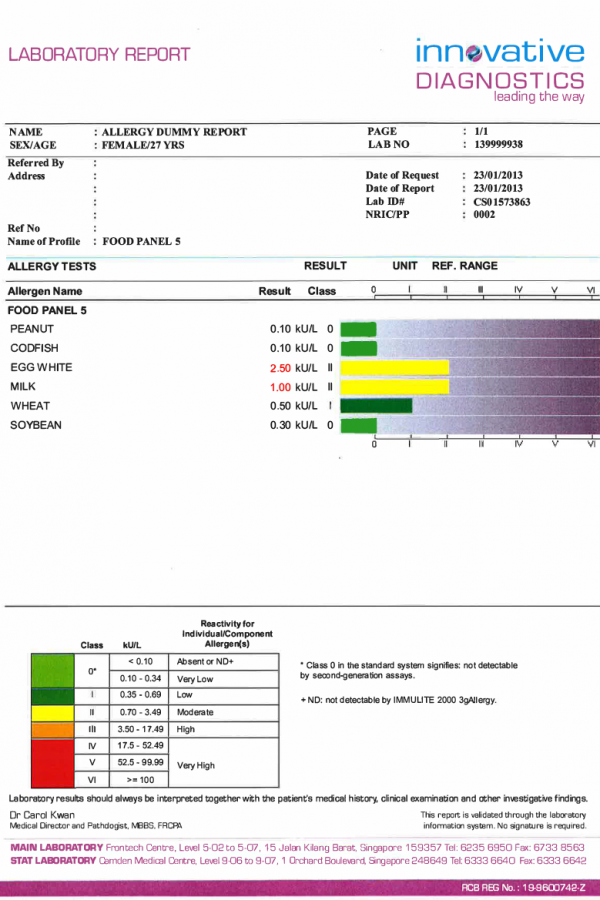 LABORATORY REPORT
innovative
DIAGNOSTICS
leading the way
NAME : ALLERGY DUMMY REPORT PAGE : 1/1
SEX/AGE : FEMALE/27 YRS LAB NO : 139999938
Referred By :
Address : Date of Request : 23/01/2013
: Date of Report : 23/01/2013
: Lab ID# : CS01573863
: NRIC/PP : 0002
Ref No :
Name of Profile : FOOD PANEL 5
ALLERGY TESTS RESULT UNIT REF. RANGE
Allergen Name Result Class 0 I II III IV V VI
FOOD PANEL 5
PEANUT 0.10 kU/L 0
CODFISH 0.10 kU/L 0
EGG WHITE 2.50 kU/L II
MILK 1.00 kU/L II
WHEAT 0.50 kU/L I
SOYBEAN 0.30 kU/L 0
0 I II III IV V VI
Class kU/L Reactivity for Individual/Component Allergen(s)
0* < 0.10 Absent or ND+
0.10 - 0.34 Very Low
I 0.35 - 0.69 Low
II 0.70 - 3.49 Moderate
III 3.50 - 17.49 High
IV 17.5 - 52.49
V 52.5 - 99.99 Very High
VI >= 100
* Class 0 in the standard system signifies: not detectable
by second-generation assays.
+ ND: not detectable by IMMULITE 2000 3gAllergy.
Laboratory results should always be interpreted together with the patient's medical history, clinical examination and other investigative findings.
Dr Carol Kwan
Medical Director and Pathologist, MBBS, FRCPA
This report is validated through the laboratory
information system. No signature is required.
MAIN LABORATORY Frontech Centre, Level 5-02 to 5-07, 15 Jalan Kilang Barat, Singapore 159357 Tel: 6235 6950 Fax: 6733 8563
STAT LABORATORY Camden Medical Centre, Level 9-06 to 9-07, 1 Orchard Boulevard, Singapore 248649 Tel: 6333 6640 Fax: 6333 6642
RCB REG No. : 19-9600742-Z